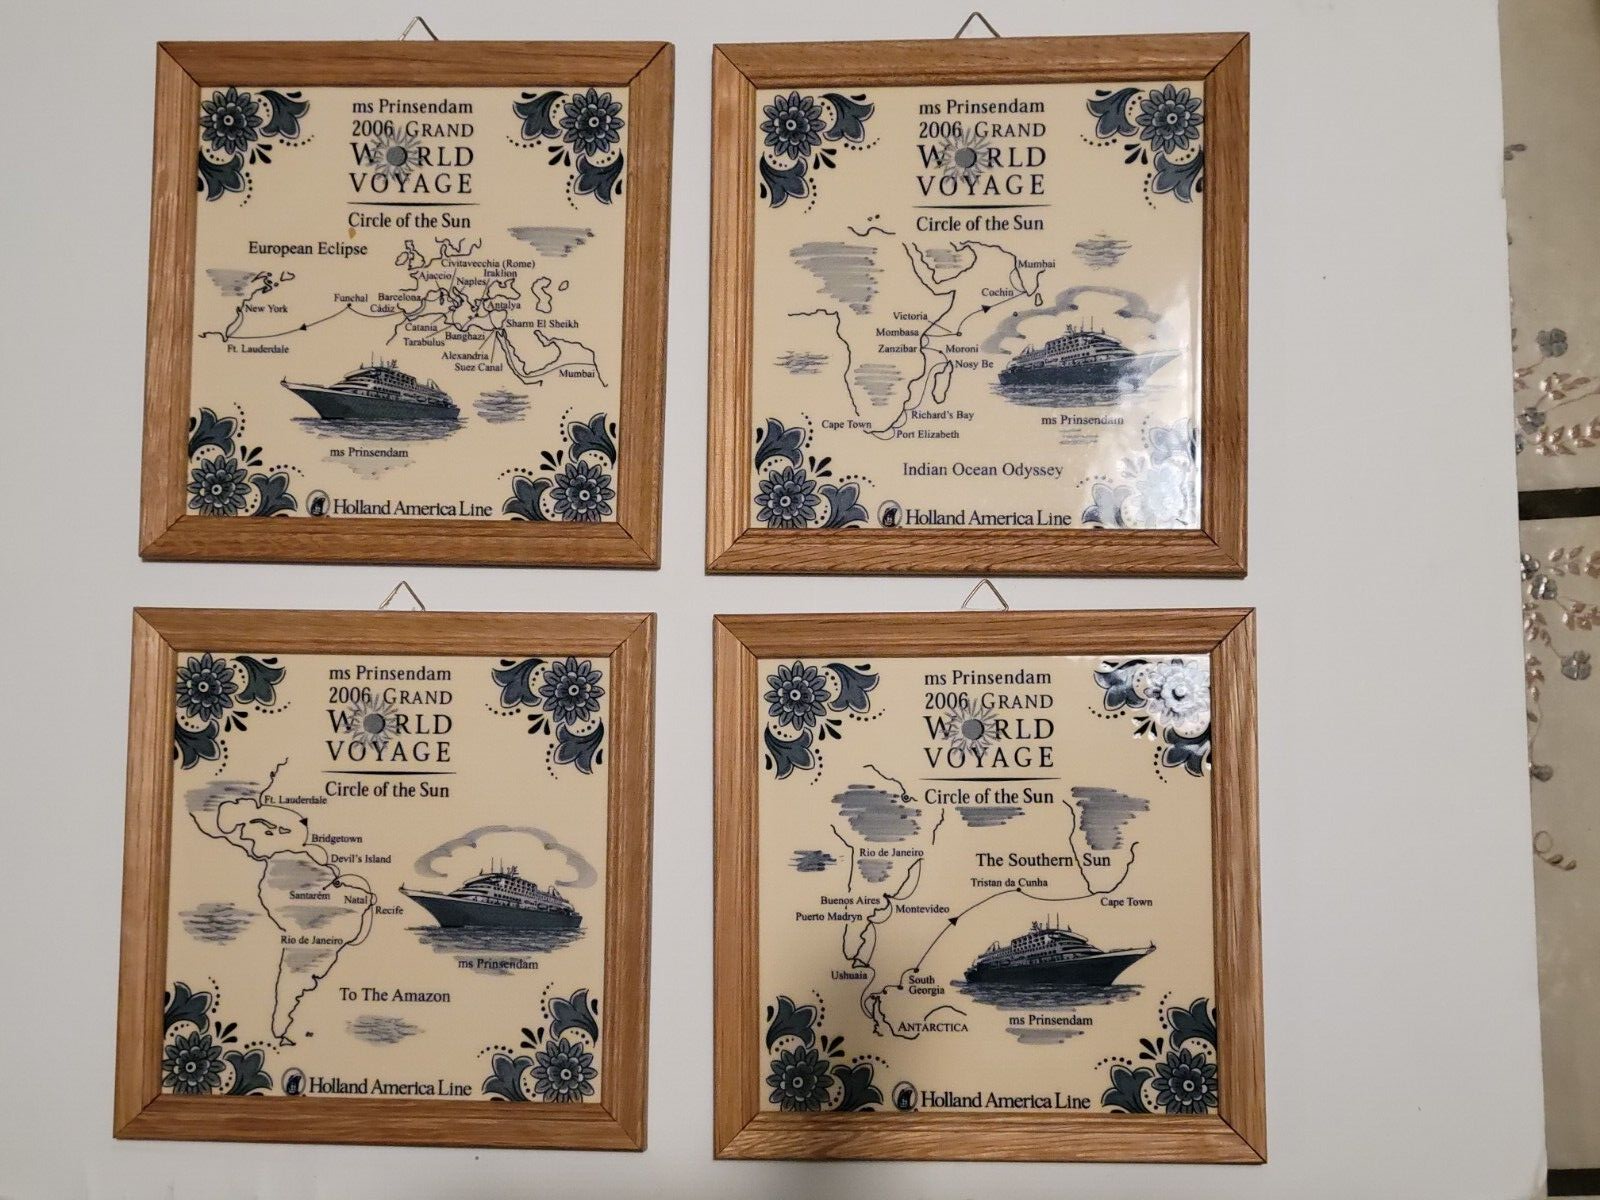 ms Prinsendam
2006 GRAND
WORLD
VOYAGE
Circle of the Sun
European Eclipse
Civitavecchia (Rome)
Ajaccio
Iraklion
Naples
New York
Funchal
Barcelona
Cádiz
Antalya
Catania
Sharm El Sheikh
Tarabulus
Banghazi
Ft. Lauderdale
Alexandria
Suez Canal
Mumbai
ms Prinsendam
Holland America Line
ms Prinsendam
2006 GRAND
WORLD
VOYAGE
Circle of the Sun
Mumbai
Cochin
Victoria
Mombasa
Zanzibar
Moroni
Nosy Be
Richard's Bay
Cape Town
Port Elizabeth
ms Prinsendam
Indian Ocean Odyssey
Holland America Line
ms Prinsendam
2006 GRAND
WORLD
VOYAGE
Circle of the Sun
Ft. Lauderdale
Bridgetown
Devil's Island
Santarém
Natal
Recife
Rio de Janeiro
ms Prinsendam
To The Amazon
Holland America Line
ms Prinsendam
2006 GRAND
WORLD
VOYAGE
Circle of the Sun
Rio de Janeiro
The Southern Sun
Tristan da Cunha
Buenos Aires
Montevideo
Cape Town
Puerto Madryn
Ushuaia
South
Georgia
ANTARCTICA
ms Prinsendam
Holland America Line